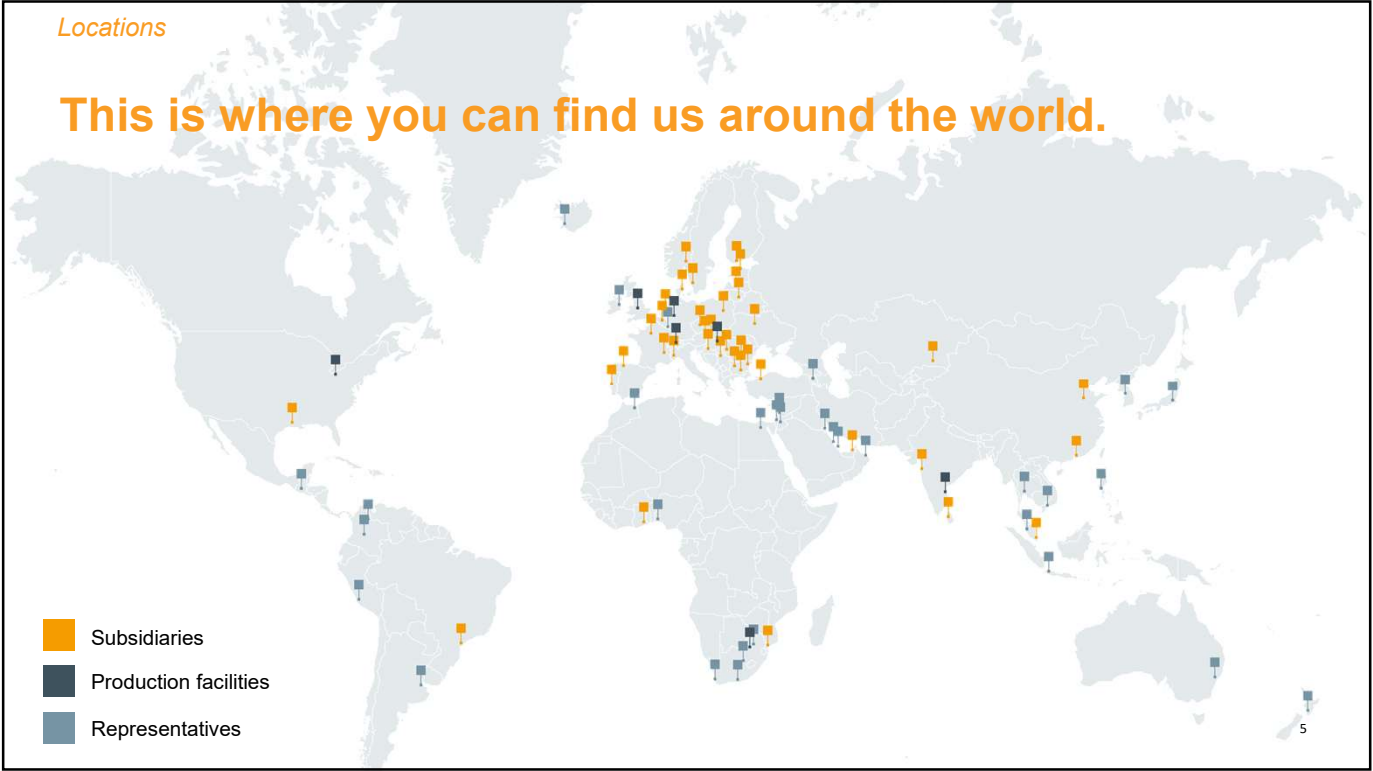 Locations
This is where you can find us around the world.
Subsidiaries
Production facilities
Representatives
5